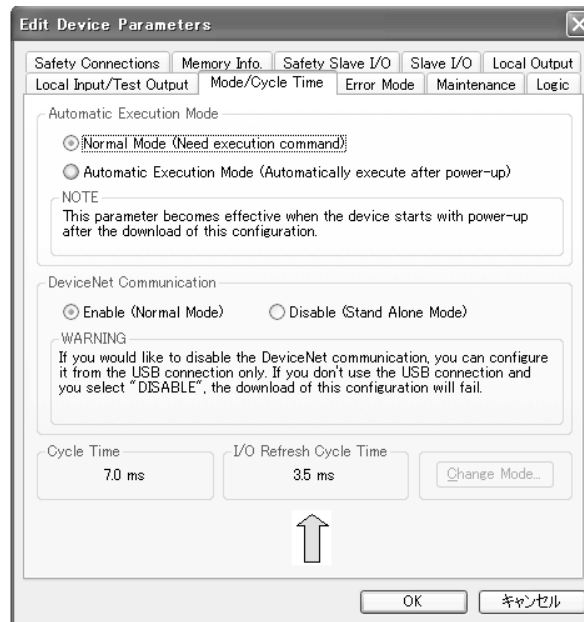 Edit Device Parameters
Safety Connections Memory Info. Safety Slave I/O Slave I/O Local Output
Local Input/Test Output Mode/Cycle Time Error Mode Maintenance Logic
Automatic Execution Mode
Normal Mode (Need execution command)
Automatic Execution Mode (Automatically execute after power-up)
NOTE
This parameter becomes effective when the device starts with power-up
after the download of this configuration.
DeviceNet Communication
Enable (Normal Mode) Disable (Stand Alone Mode)
WARNING
If you would like to disable the DeviceNet communication, you can configure
it from the USB connection only. If you don't use the USB connection and
you select "DISABLE", the download of this configuration will fail.
Cycle Time I/O Refresh Cycle Time
7.0 ms 3.5 ms Change Mode...
OK キャンセル